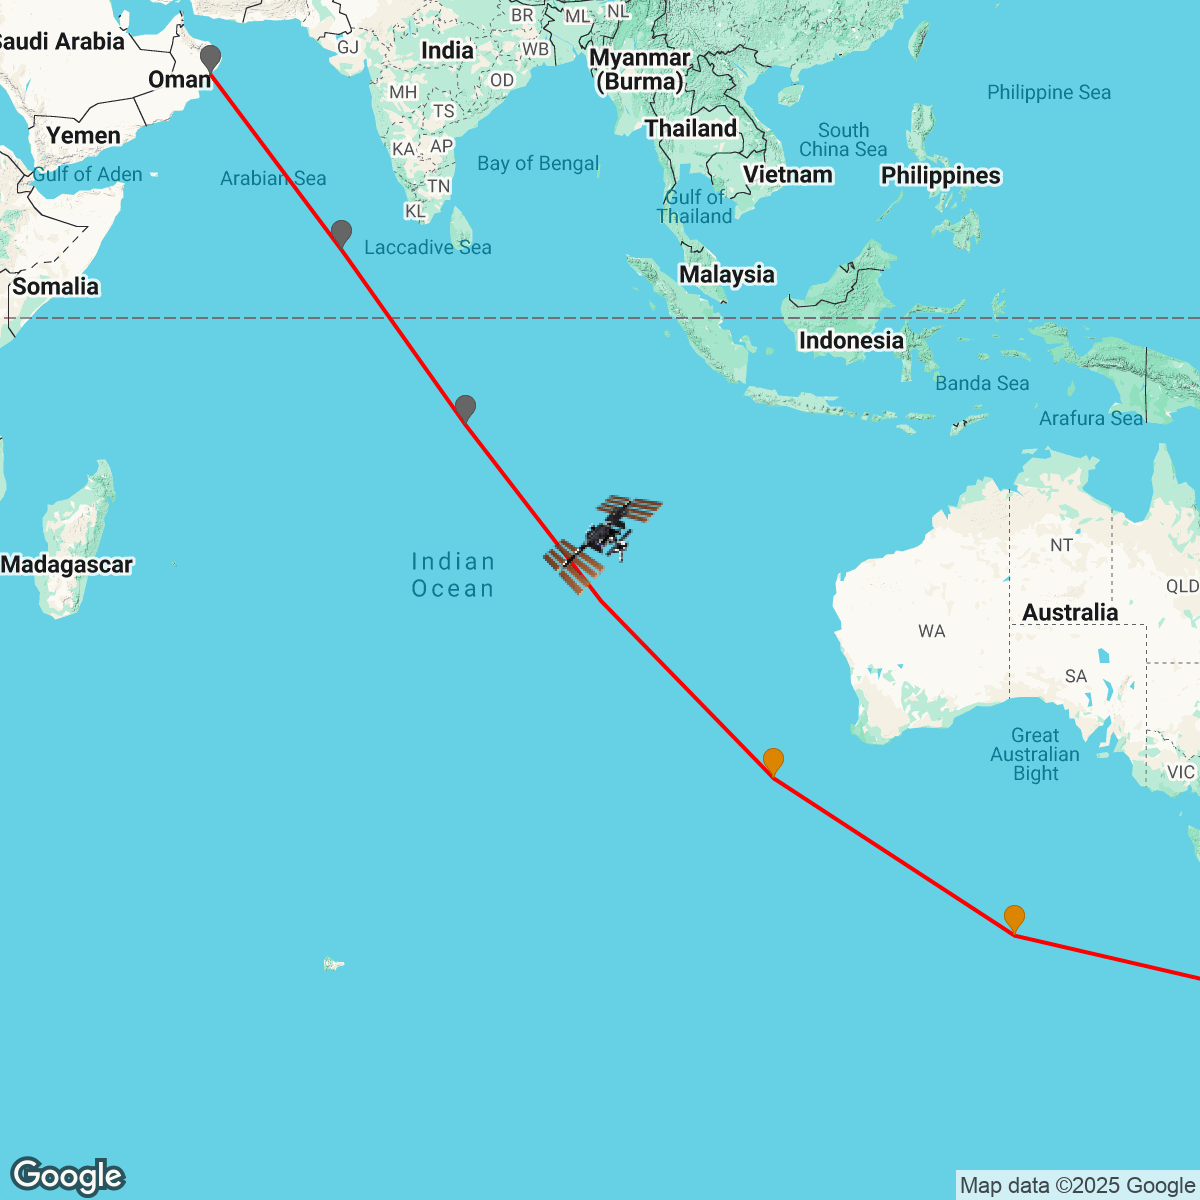 BR
ML
NL
Saudi Arabia
GJ
India
WB
Myanmar
(Burma)
Oman
MH
OD
Philippine Sea
TS
Yemen
Thailand
South
China Sea
KA
AP
Bay of Bengal
Gulf of Aden
Arabian Sea
Vietnam
Philippines
TN
Gulf of
Thailand
KL
Laccadive Sea
Malaysia
Somalia
Indonesia
Banda Sea
Arafura Sea
NT
Indian
Ocean
Madagascar
QLD
Australia
WA
SA
Great
Australian
Bight
VIC
Google
Map data ©2025 Google